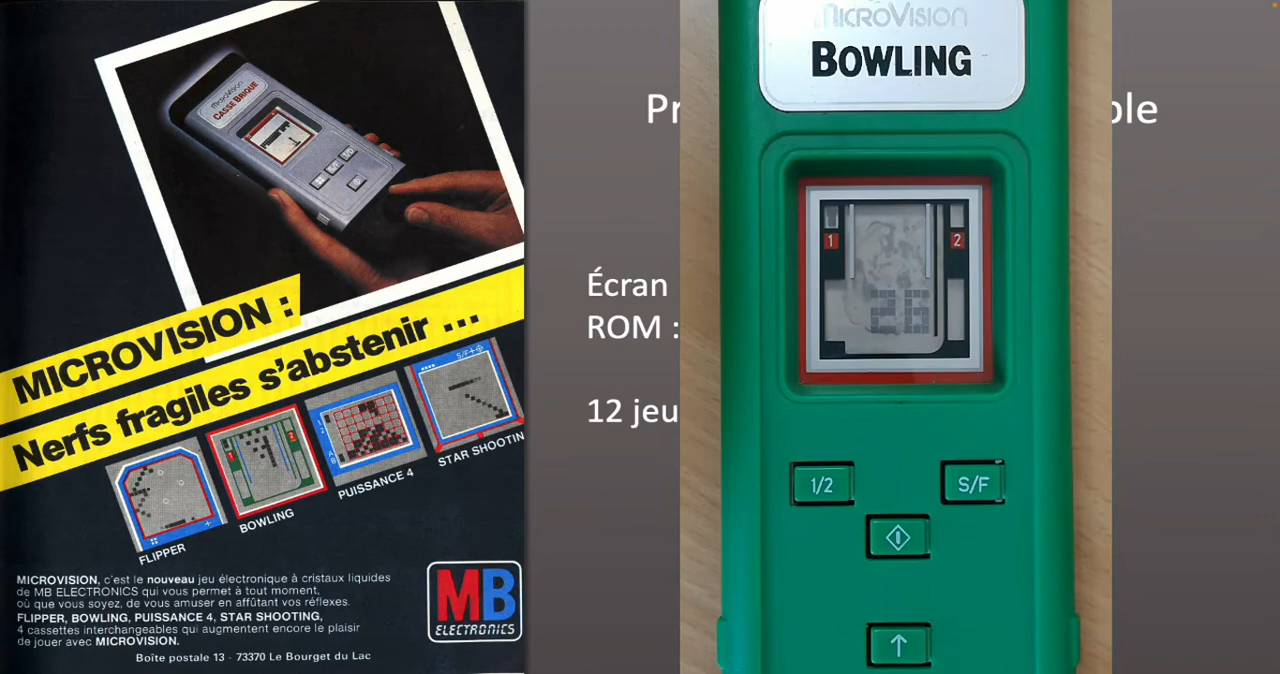 MICROVISION
CASSE BRIQUE
1
MICROVISION :
Nerfs fragiles s'abstenir ...
FLIPPER
BOWLING
PUISSANCE 4
S/F
STAR SHOOTIN
MICROVISION, c'est le nouveau jeu électronique à cristaux liquides
de MB ELECTRONICS qui vous permet à tout moment,
où que vous soyez, de vous amuser en affûtant vos réflexes.
FLIPPER, BOWLING, PUISSANCE 4, STAR SHOOTING,
4 cassettes interchangeables qui augmentent encore le plaisir
de jouer avec MICROVISION.
Boîte postale 13 - 73370 Le Bourget du Lac
MB
ELECTRONICS
Pr
ble
Écran
ROM :
12 jeu
MICROVISION
BOWLING
1 2
26
1/2 S/F
↑